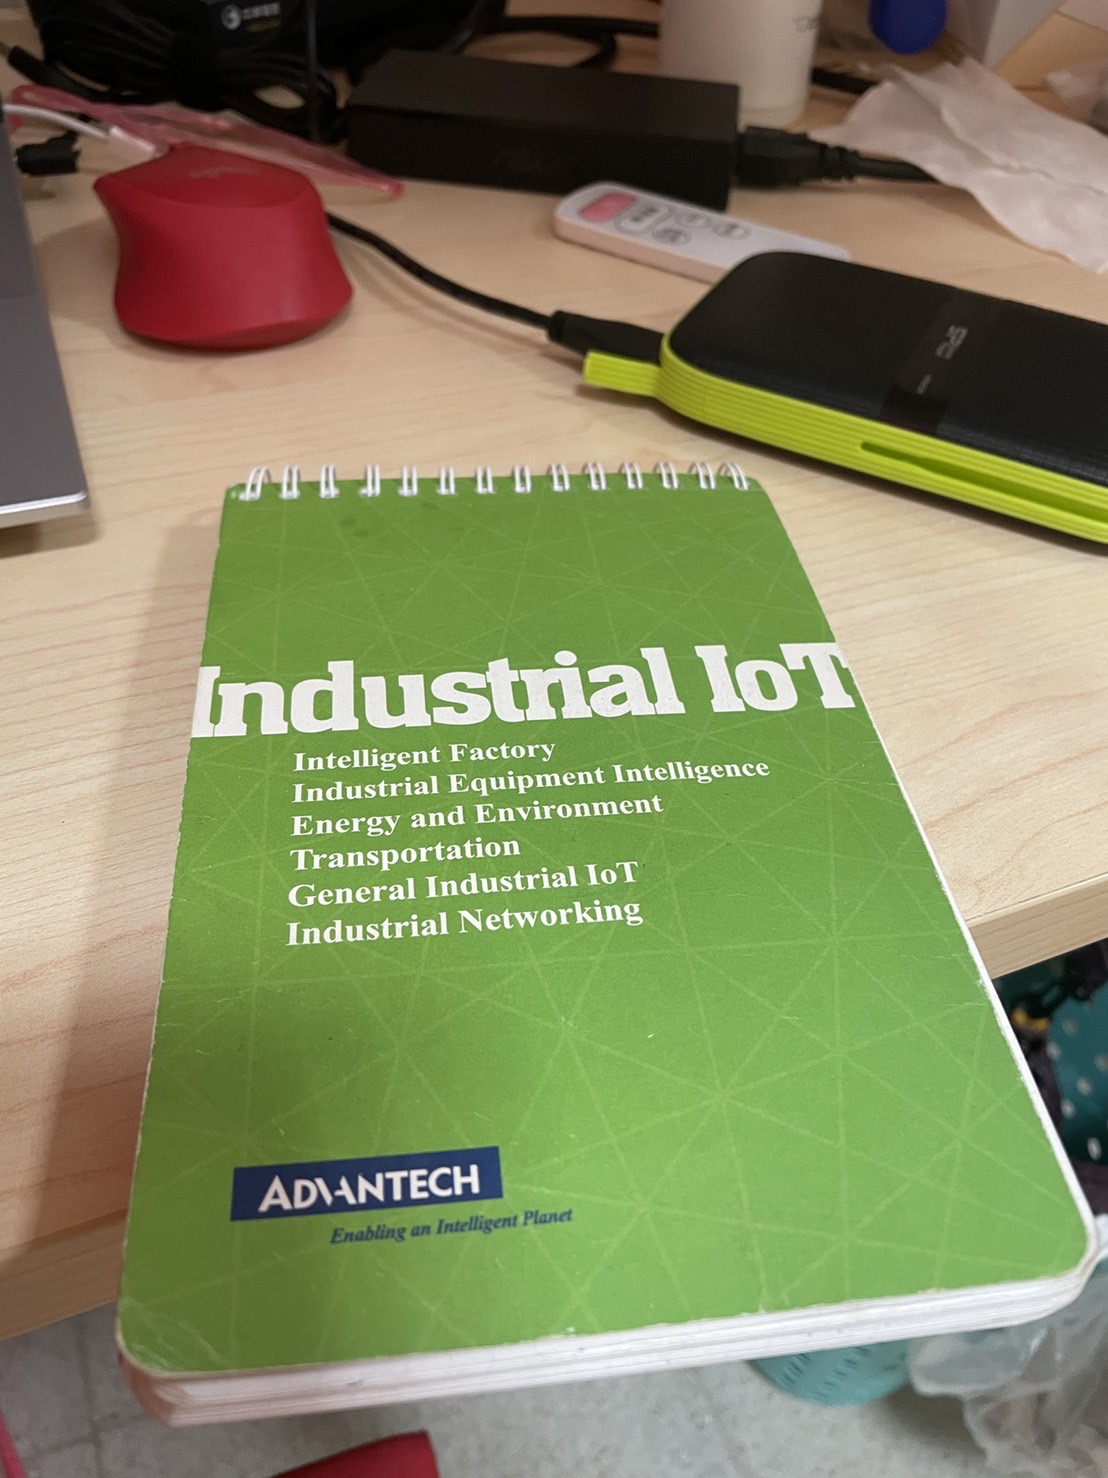 Industrial IoT
Intelligent Factory
Industrial Equipment Intelligence
Energy and Environment
Transportation
General Industrial IoT
Industrial Networking
ADVANTECH
Enabling an Intelligent Planet